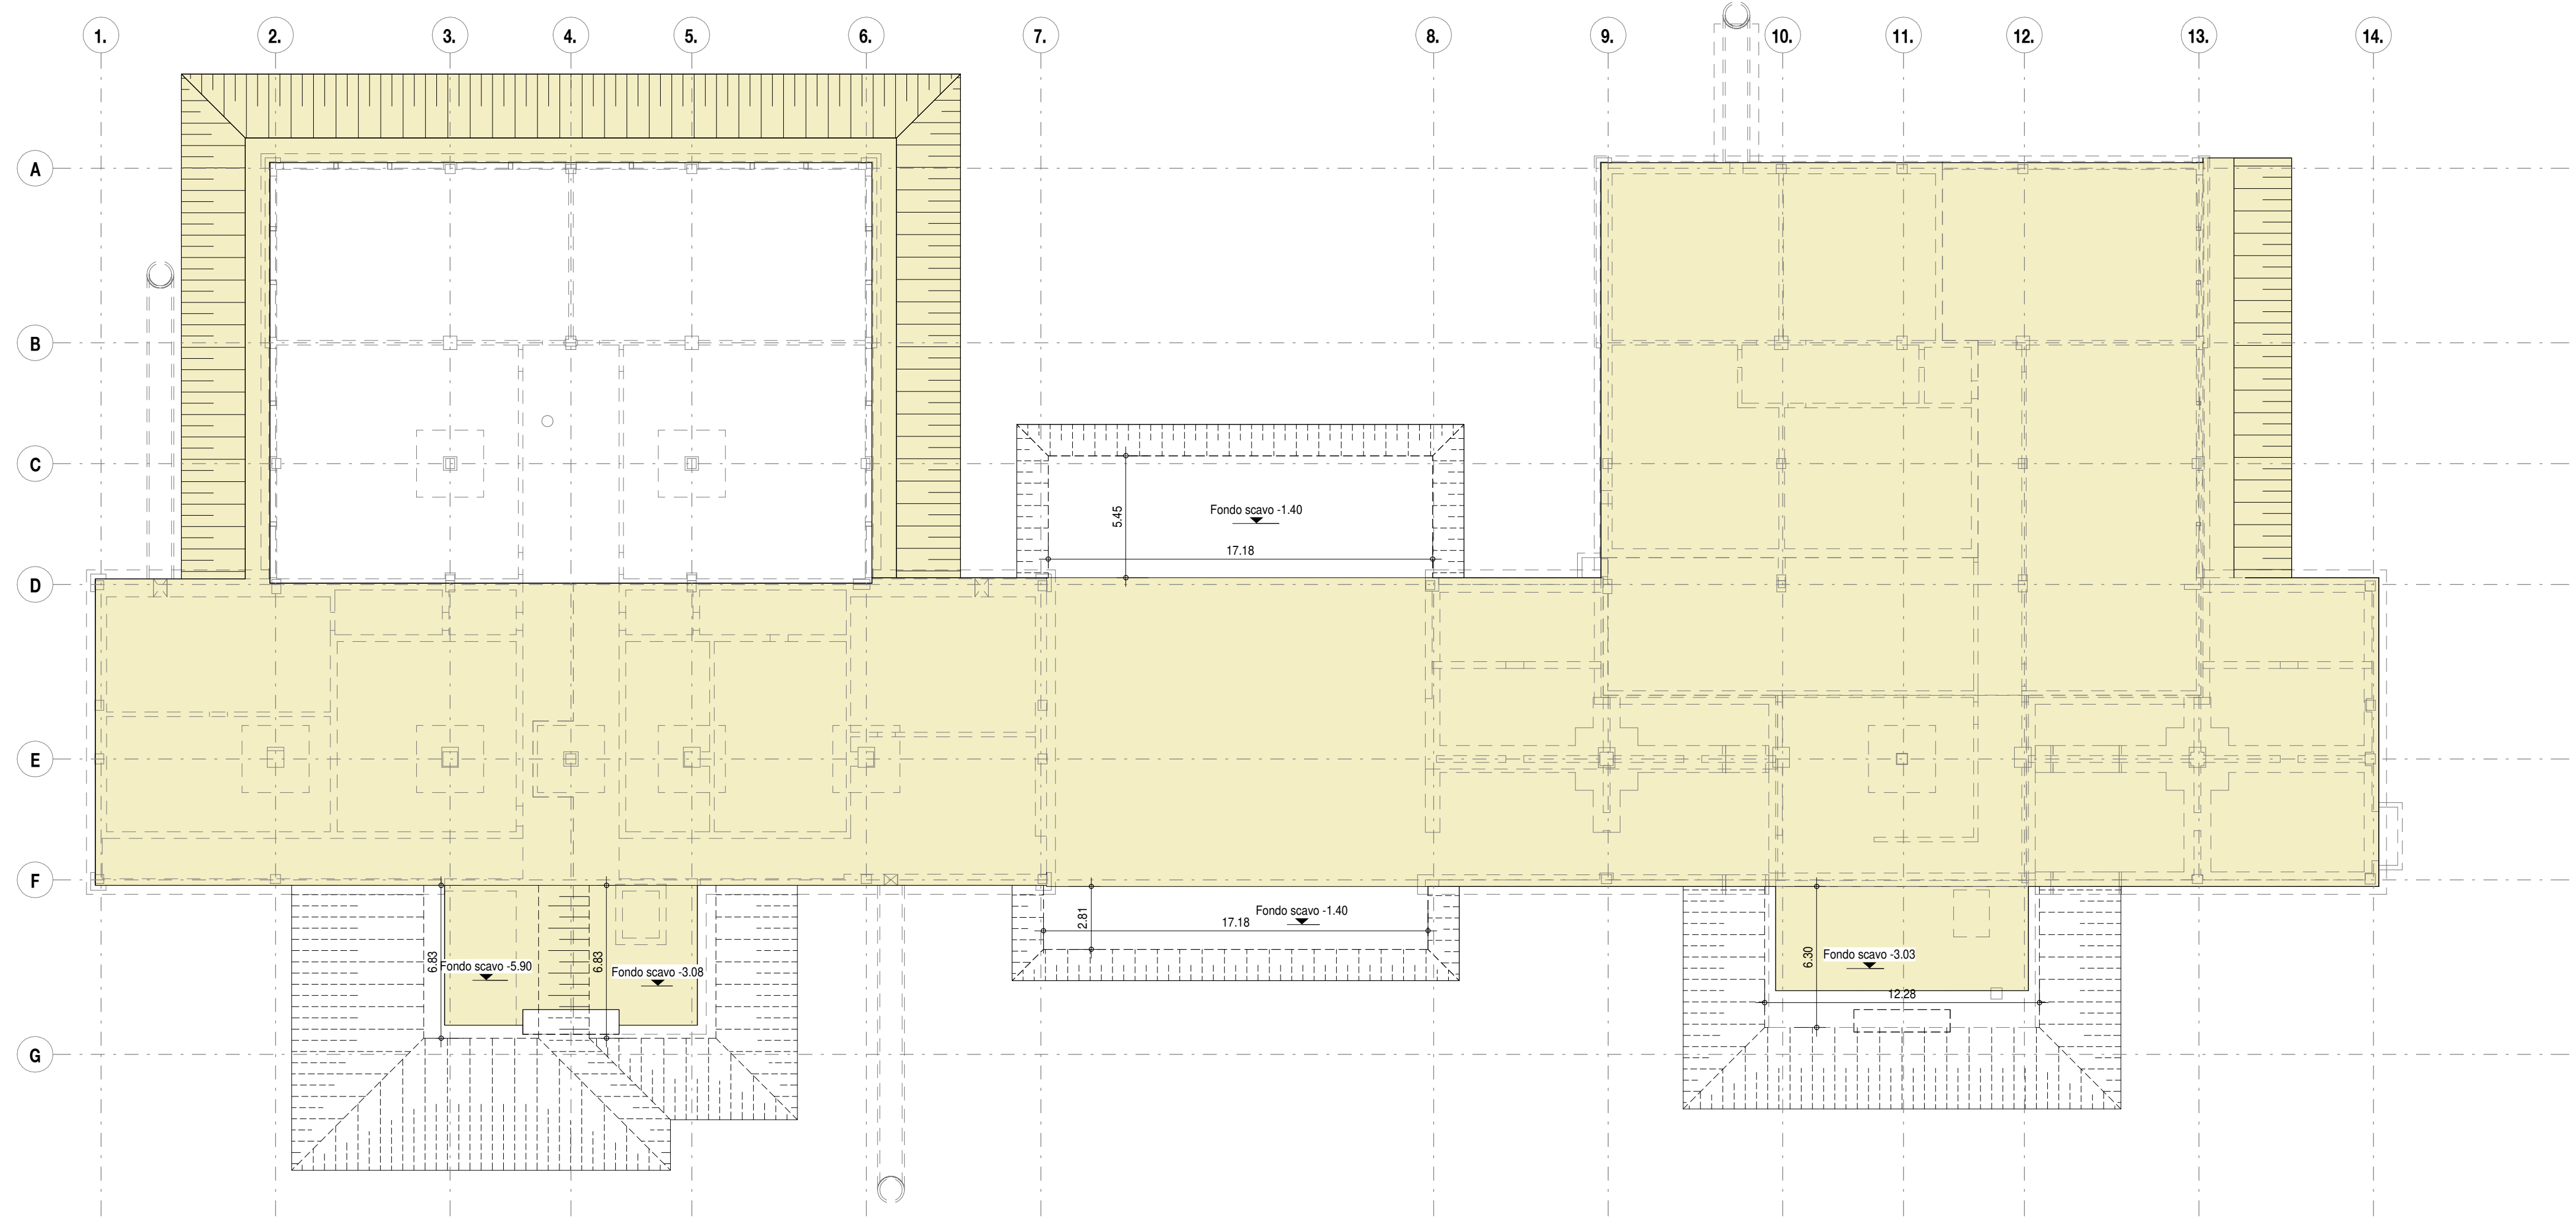 1. 2. 3. 4. 5. 6. 7. 8. 9. 10. 11. 12. 13. 14.
A
B
C
5.45
Fondo scavo -1.40
17.18
D
E
F
2.81
Fondo scavo -1.40
17.18
6.83
Fondo scavo -5.90
6.83
Fondo scavo -3.08
6.30
Fondo scavo -3.03
12.28
G